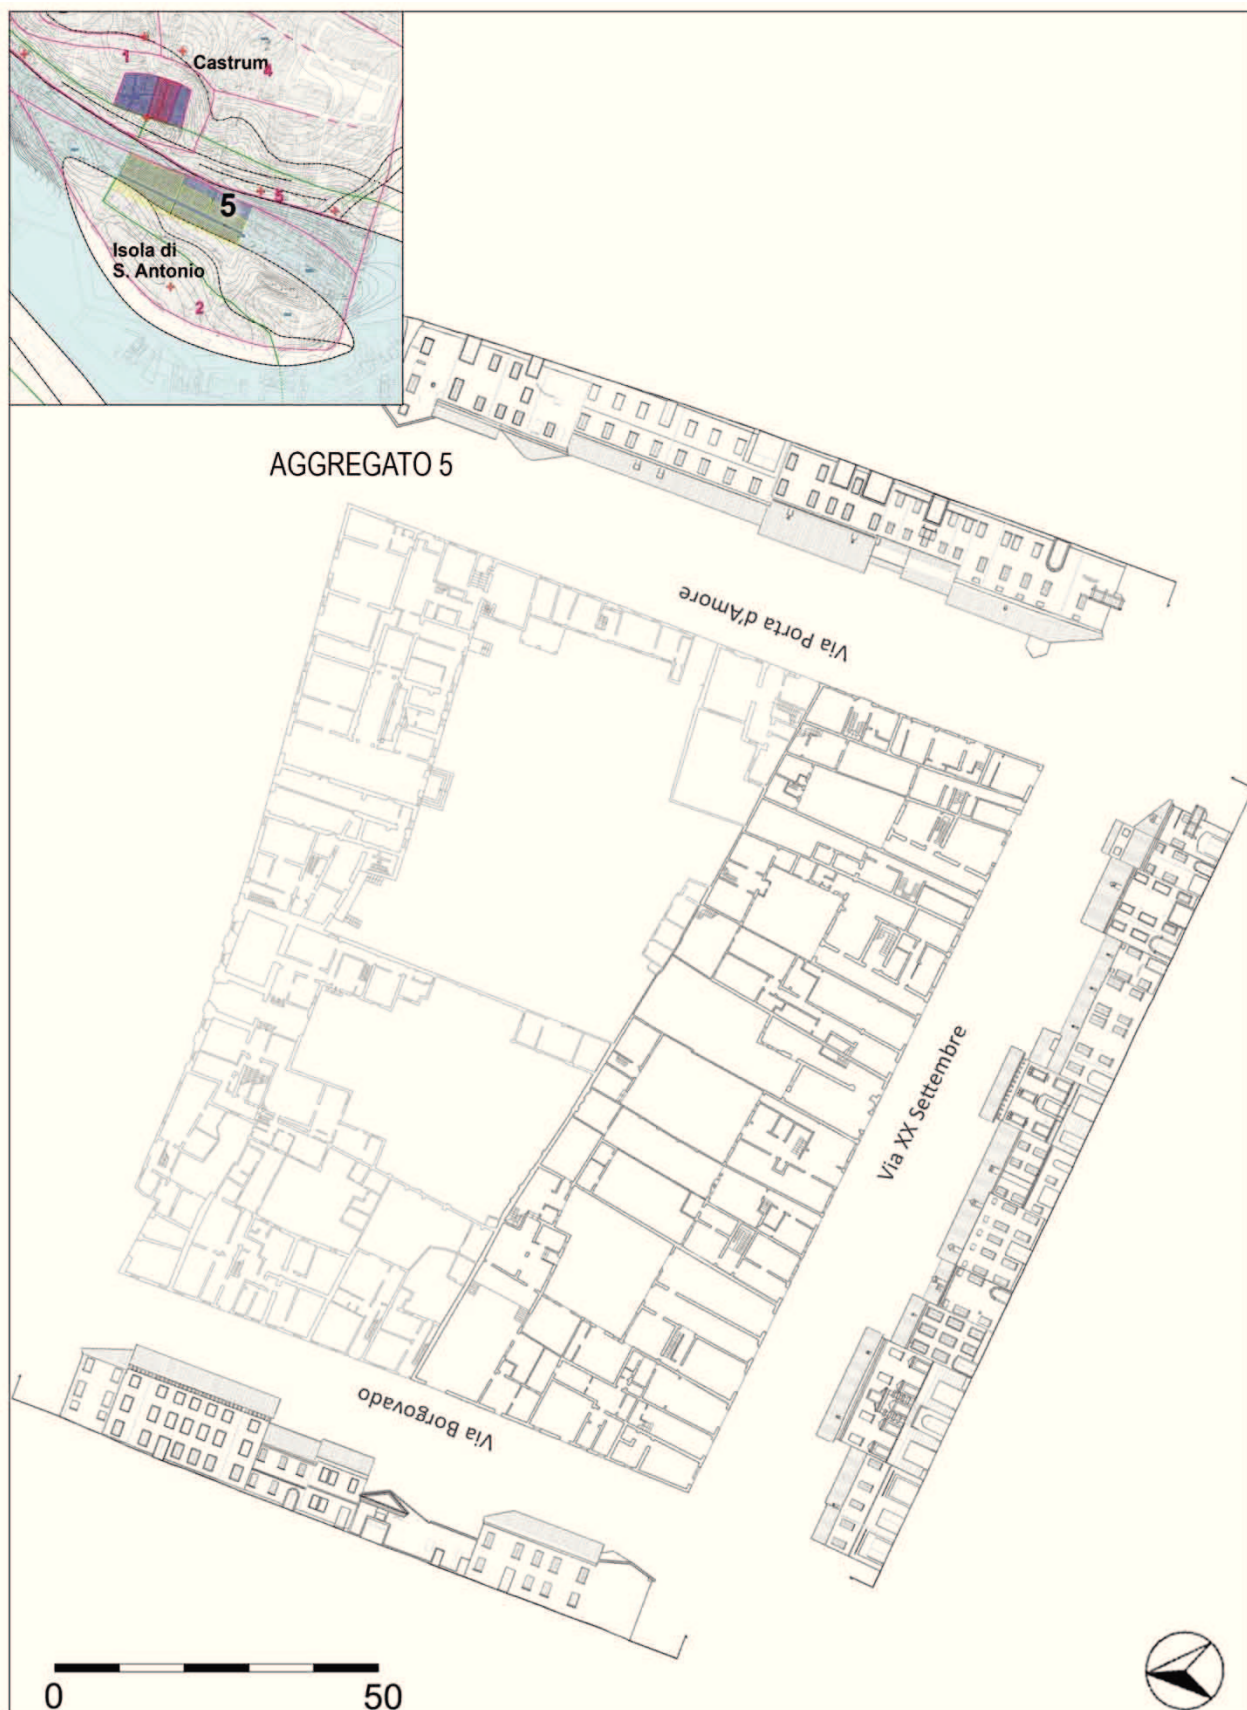 1
Castrum
4
5
5
Isola di
S. Antonio
2
AGGREGATO 5
Via Porta d'Amore
Via XX Settembre
Via Borgovado
0
50